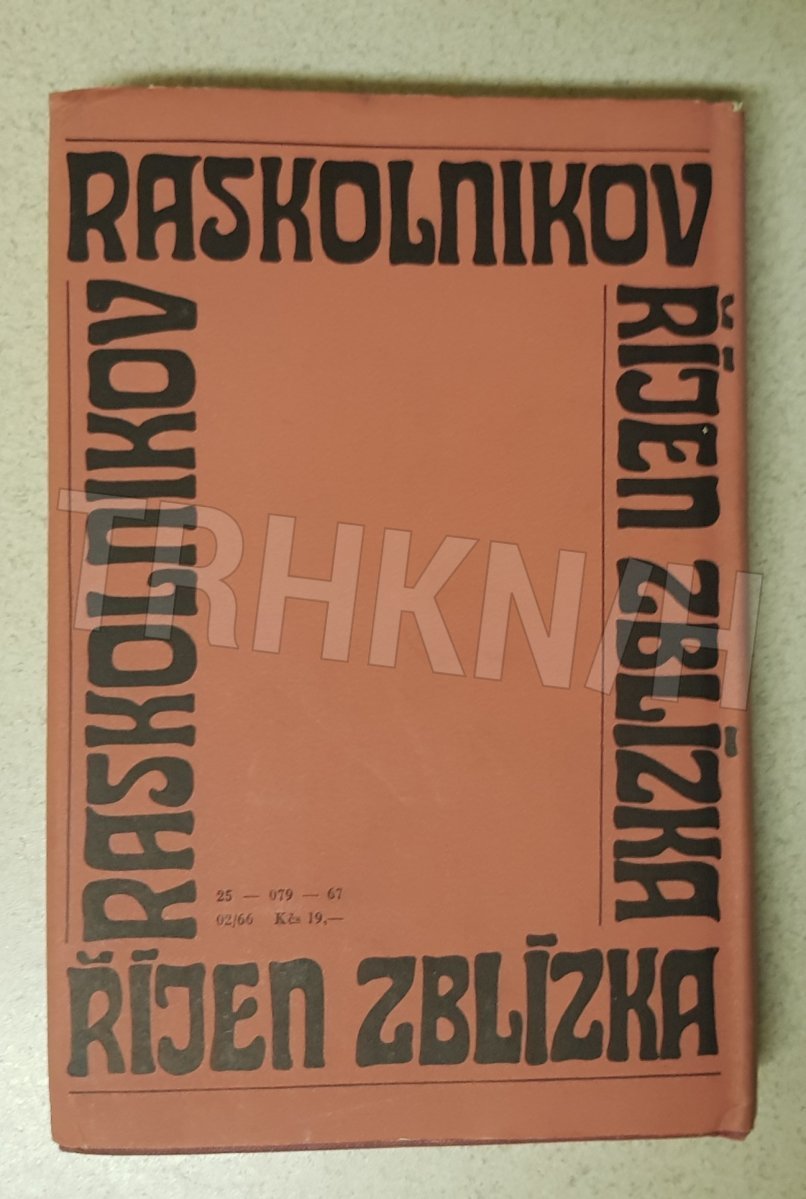 RASKOLNIKOV
RASKOLNIKOV
ŘÍJEN ZBLÍZKA
TRHKNIH
25 — 079 — 67
02/66 Kčs 19,—
ŘÍJEN ZBLÍZKA